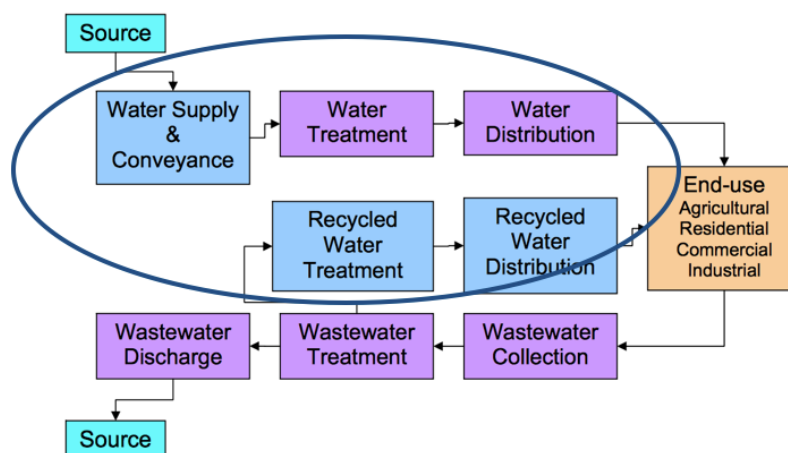 Source
Water Supply
&
Conveyance
Water
Treatment
Water
Distribution
End-use
Agricultural
Residential
Commercial
Industrial
Recycled
Water
Treatment
Recycled
Water
Distribution
Wastewater
Discharge
Wastewater
Treatment
Wastewater
Collection
Source